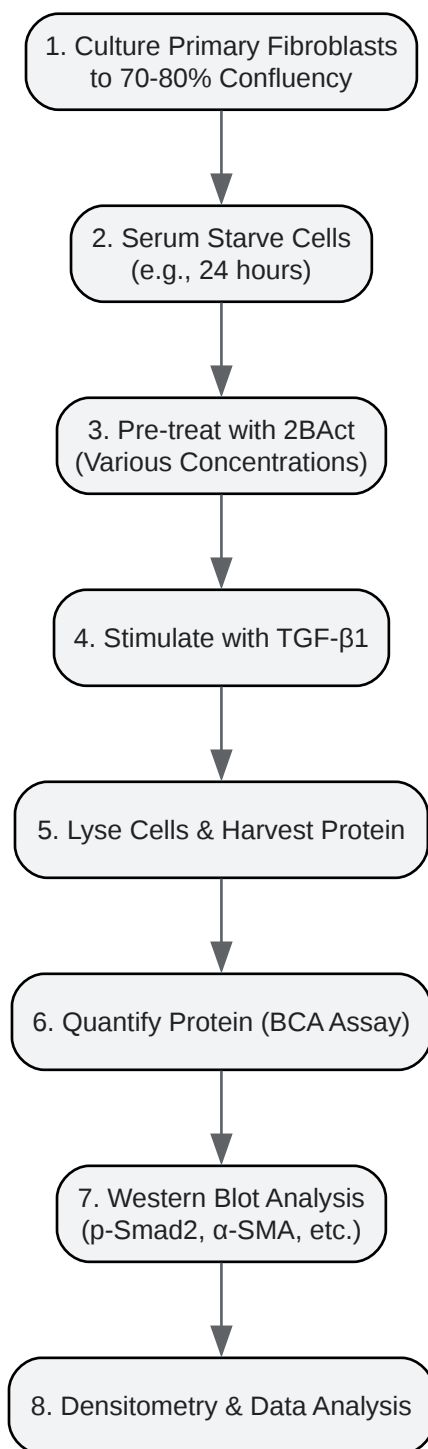 1. Culture Primary Fibroblasts
to 70-80% Confluency
2. Serum Starve Cells
(e.g., 24 hours)
3. Pre-treat with 2BAct
(Various Concentrations)
4. Stimulate with TGF-β1
5. Lyse Cells & Harvest Protein
6. Quantify Protein (BCA Assay)
7. Western Blot Analysis
(p-Smad2, α-SMA, etc.)
8. Densitometry & Data Analysis